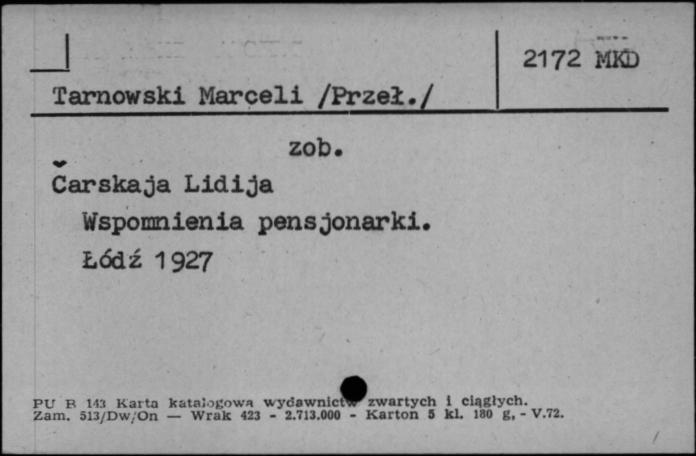 2172 MKD
Tarnowski Marceli /Przeł./
zob.
Čarskaja Lidija
Wspomnienia pensjonarki.
Łódź 1927
PU B 143 Karta katalogowa wydawnictw zwartych i ciągłych.
Zam. 513/Dw/On — Wrak 423 - 2.713.000 - Karton 5 kl. 180 g, - V.72.